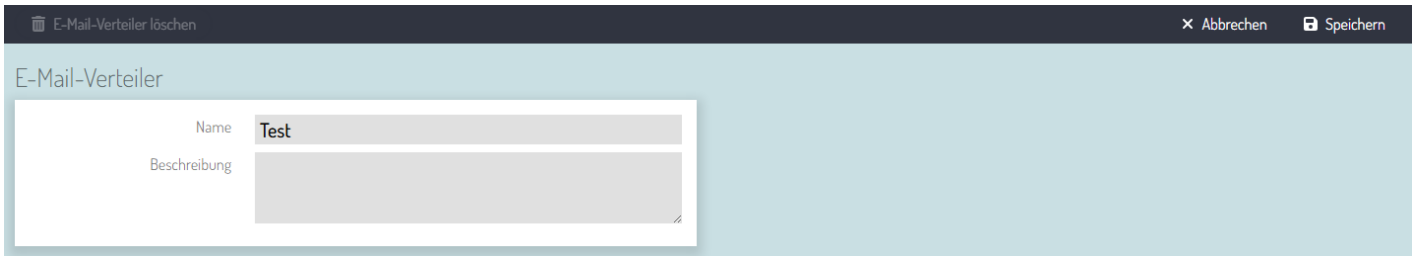 E-Mail-Verteiler löschen Abbrechen Speichern
E-Mail-Verteiler
Name Test
Beschreibung